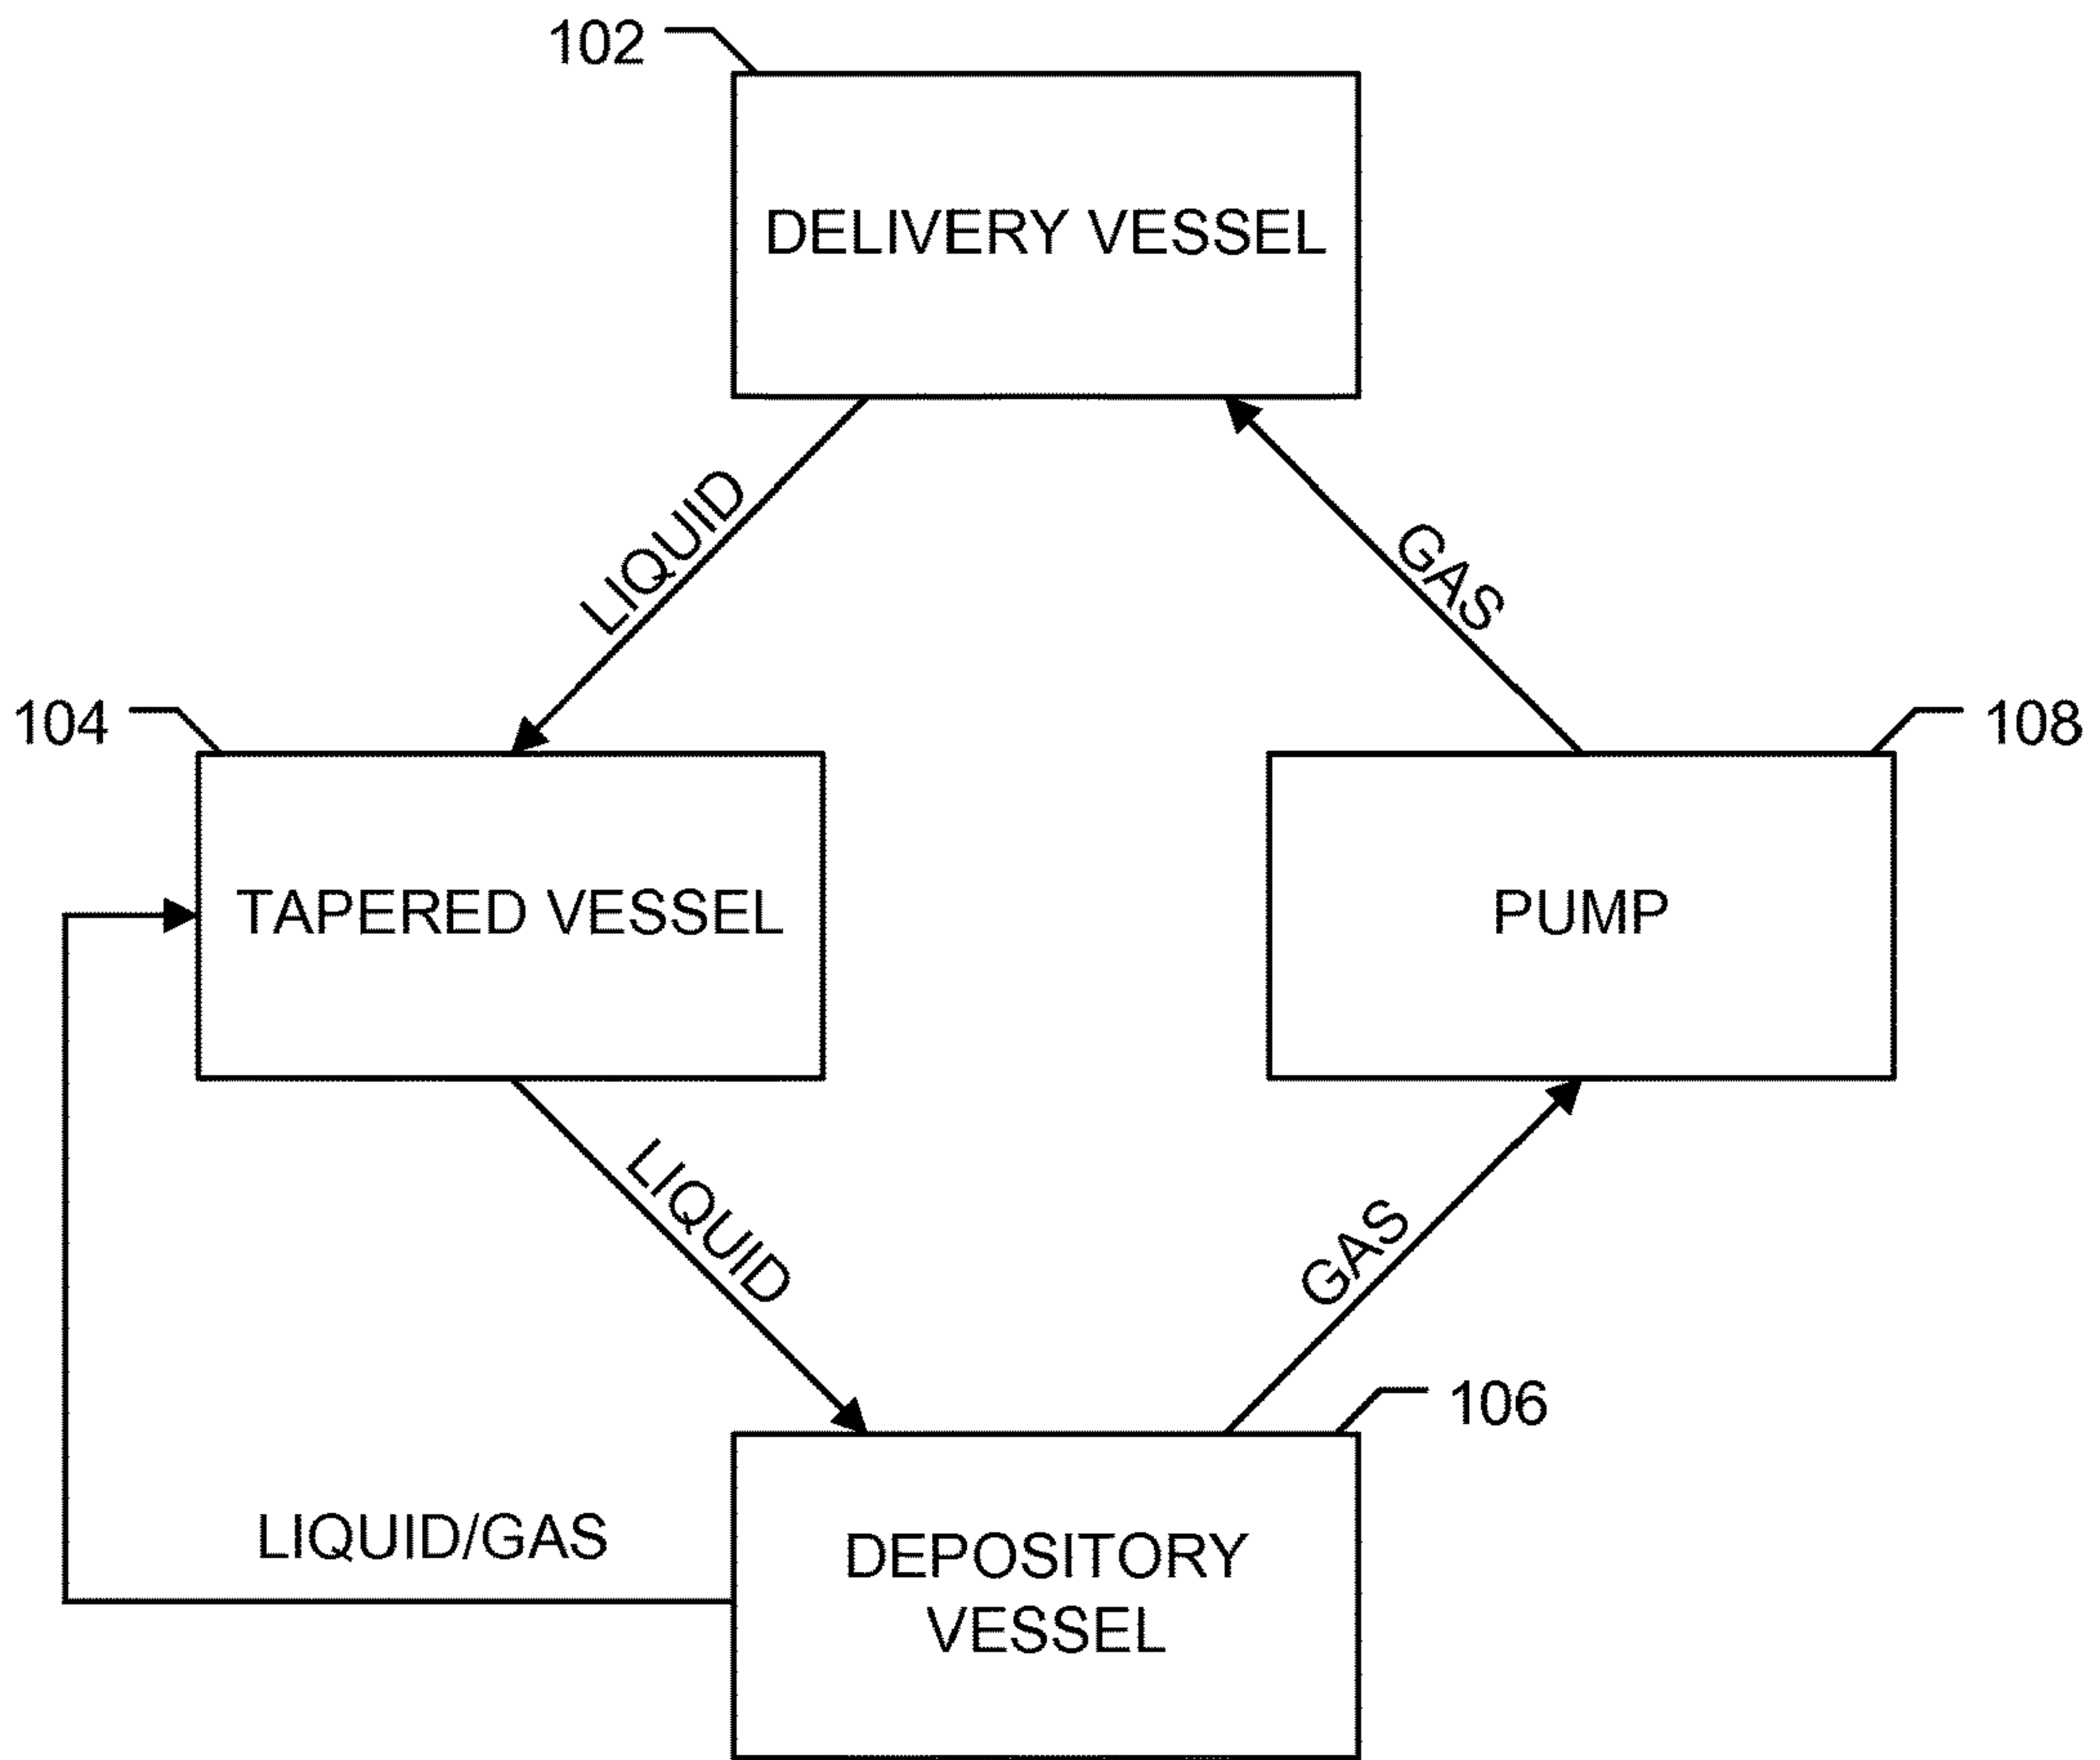 102
DELIVERY VESSEL
LIQUID
GAS
104
108
TAPERED VESSEL
PUMP
LIQUID
GAS
106
LIQUID/GAS
DEPOSITORY
VESSEL